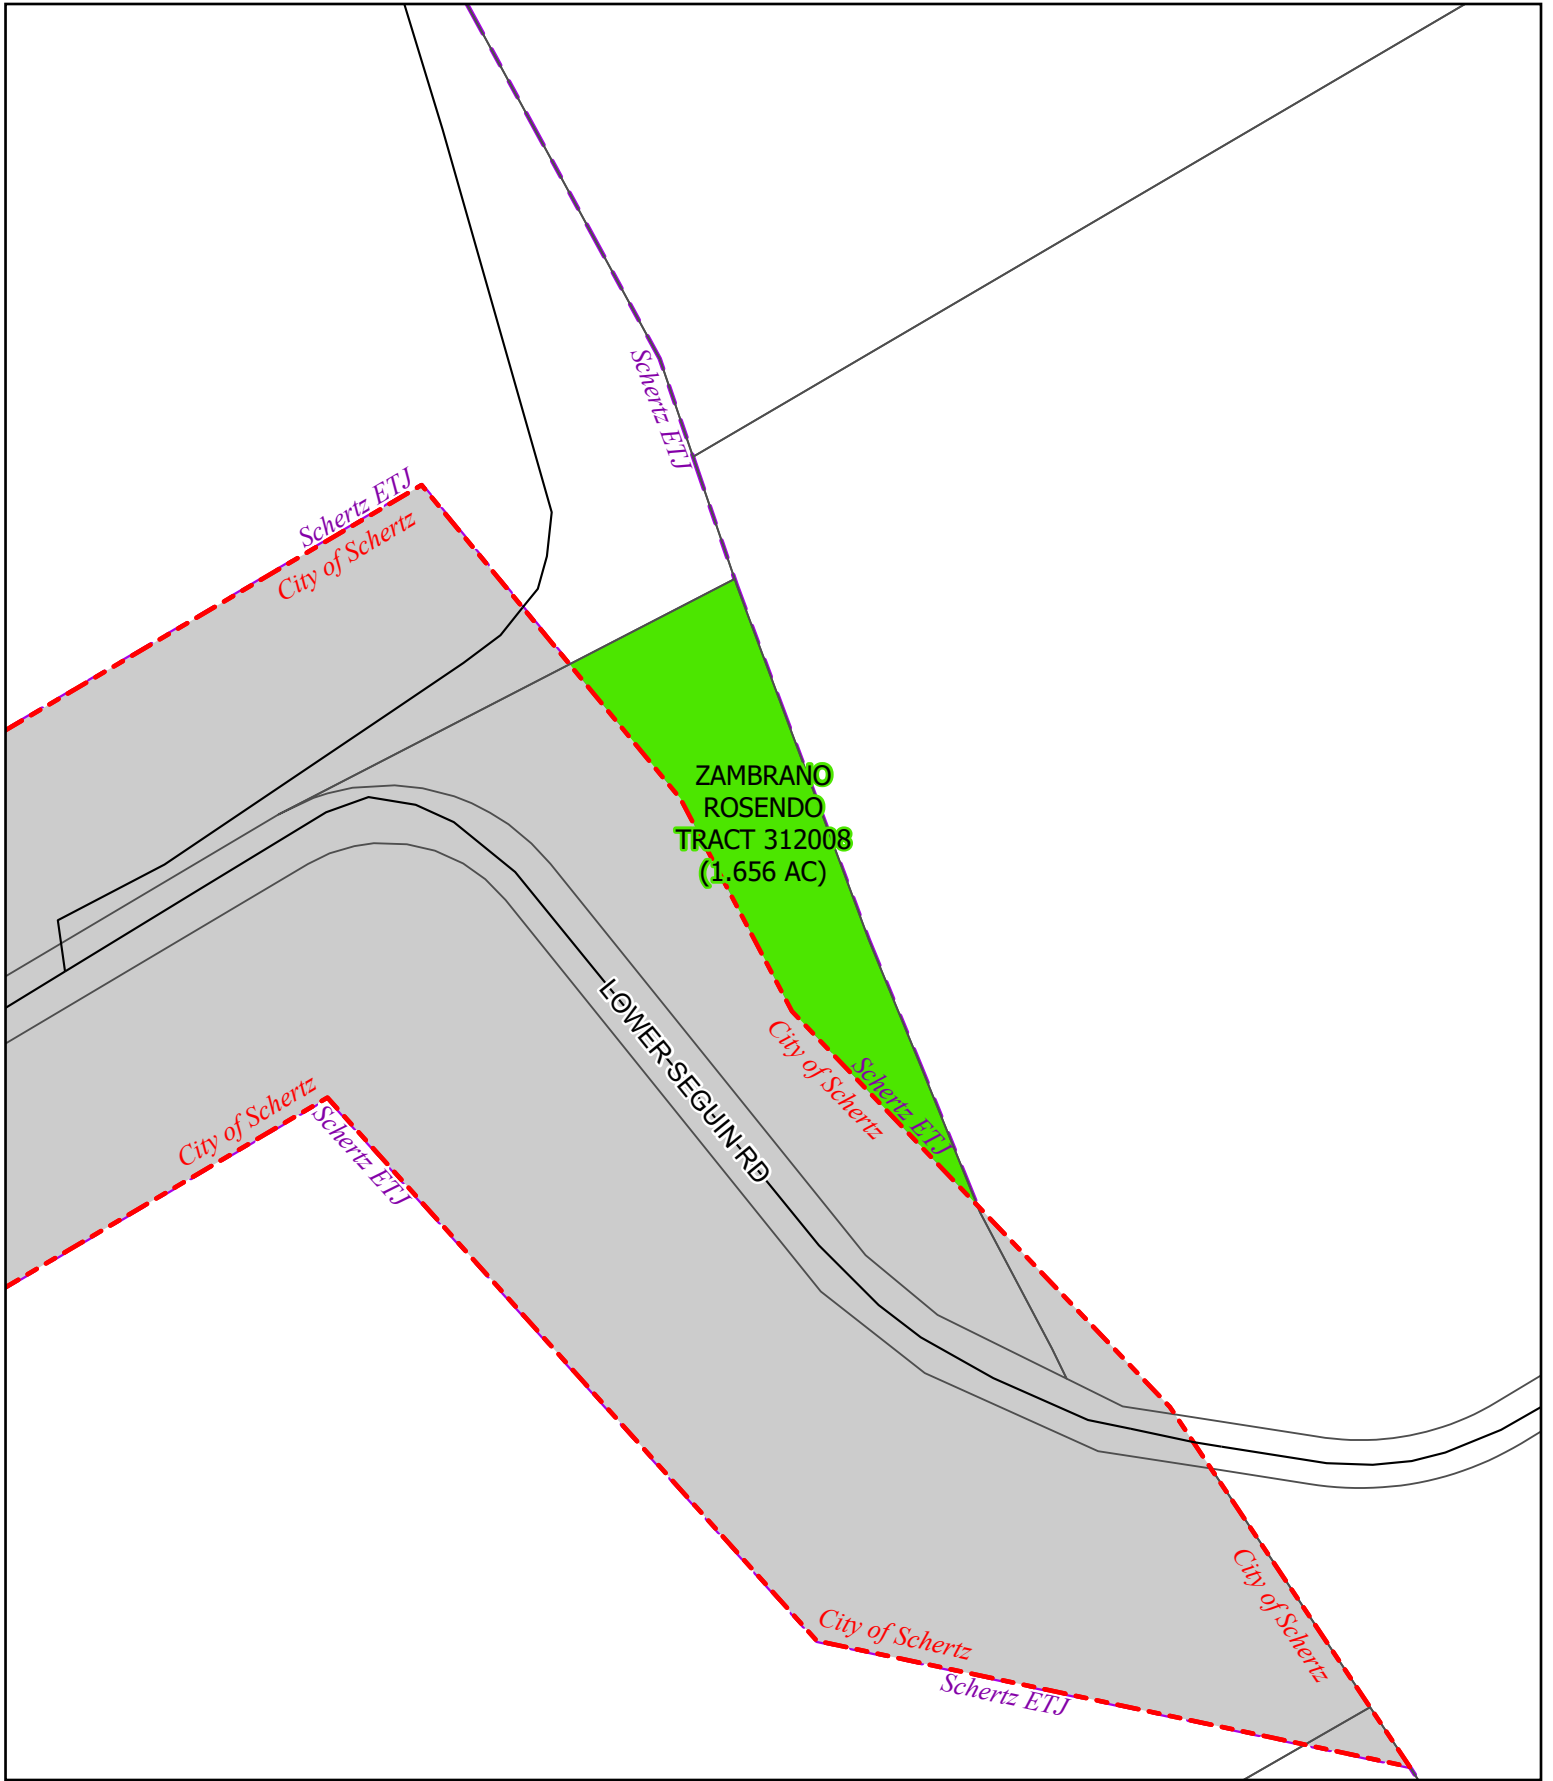 Schertz ETJ
Schertz ETJ
City of Schertz
ZAMBRANO
ROSENDO
TRACT 312008
(1.656 AC)
LOWER-SEGUIN-RD
City of Schertz
Schertz ETJ
City of Schertz
Schertz ETJ
City of Schertz
City of Schertz
Schertz ETJ